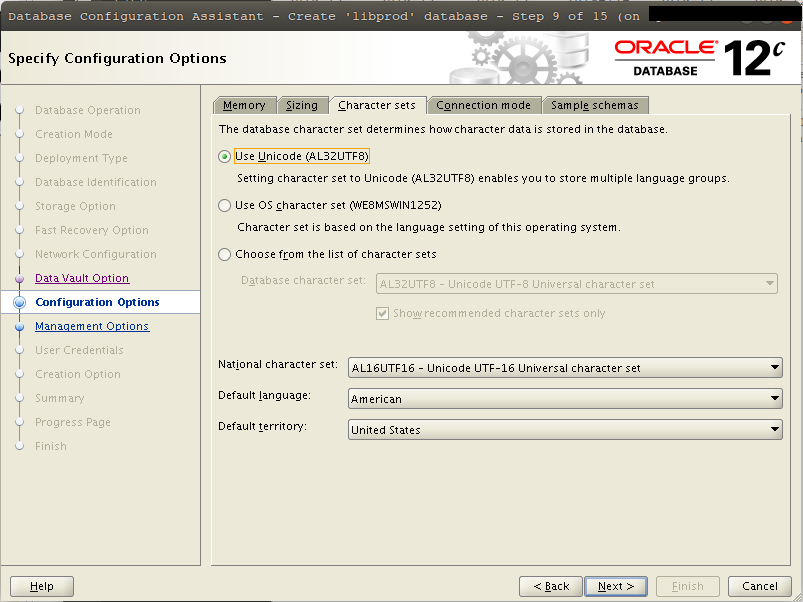 Database Configuration Assistant - Create 'libprod' database - Step 9 of 15 (on
Specify Configuration Options
ORACLE®
DATABASE
12c
Database Operation
Creation Mode
Deployment Type
Database Identification
Storage Option
Fast Recovery Option
Network Configuration
Data Vault Option
Configuration Options
Management Options
User Credentials
Creation Option
Summary
Progress Page
Finish
Memory Sizing Character sets Connection mode Sample schemas
The database character set determines how character data is stored in the database.
Use Unicode (AL32UTF8)
Setting character set to Unicode (AL32UTF8) enables you to store multiple language groups.
Use OS character set (WE8MSWIN1252)
Character set is based on the language setting of this operating system.
Choose from the list of character sets
Database character set: AL32UTF8 - Unicode UTF-8 Universal character set
Show recommended character sets only
National character set: AL16UTF16 - Unicode UTF-16 Universal character set
Default language: American
Default territory: United States
Help < Back Next > Finish Cancel